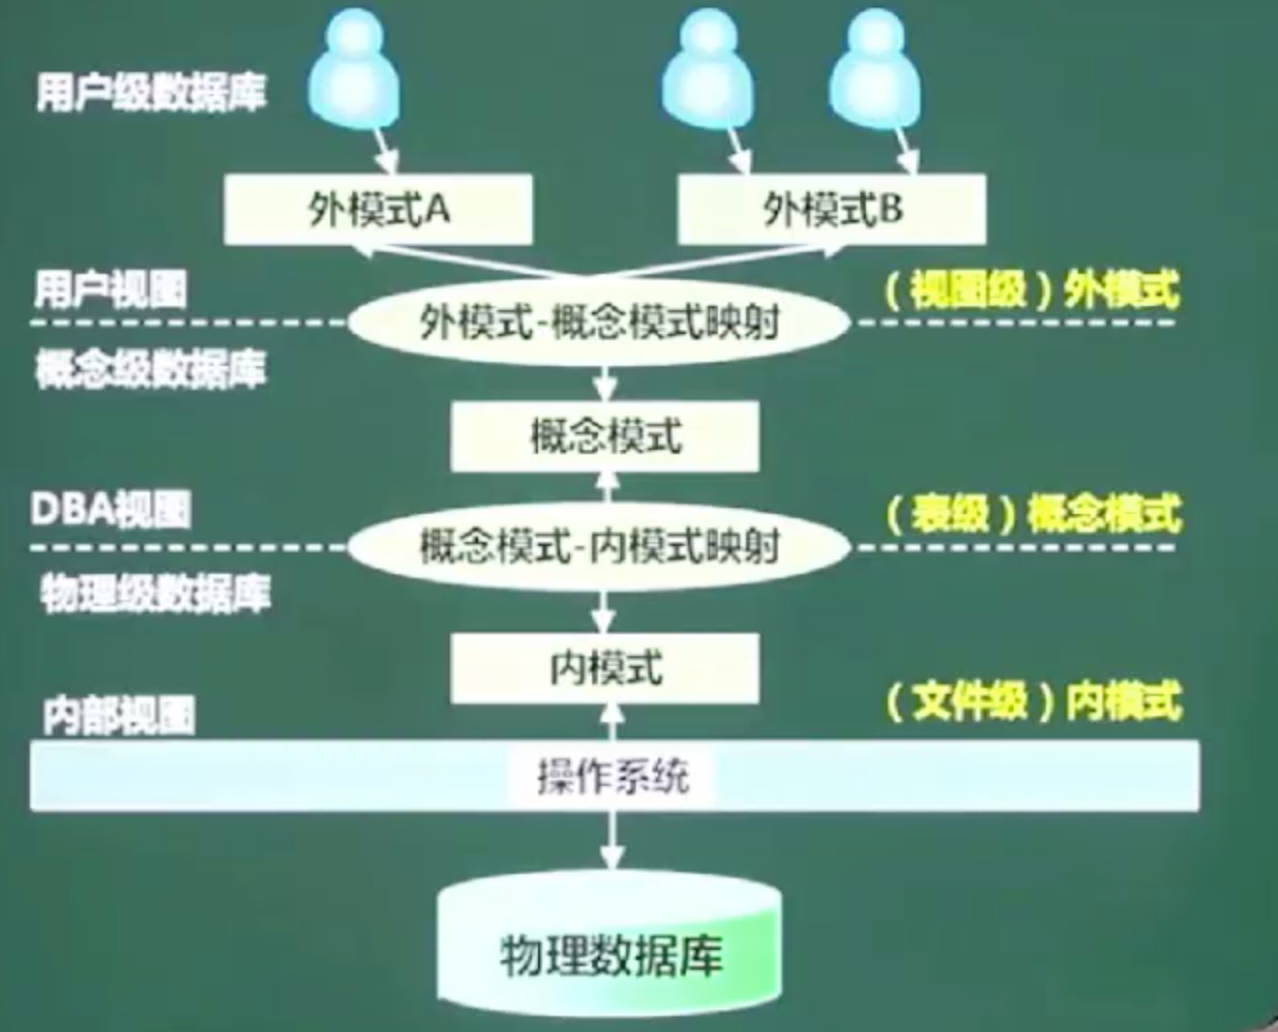 用户级数据库
外模式A
外模式B
用户视图
（视图级）外模式
外模式-概念模式映射
概念级数据库
概念模式
DBA视图
（表级）概念模式
概念模式-内模式映射
物理级数据库
内模式
内部视图
（文件级）内模式
操作系统
物理数据库